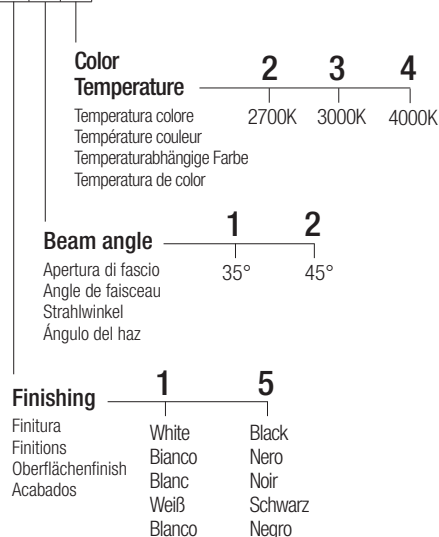 Color
Temperature
2 3 4
Temperatura colore
Température couleur
Temperaturabhängige Farbe
Temperatura de color
2700K 3000K 4000K
Beam angle
1 2
Apertura di fascio
Angle de faisceau
Strahlwinkel
Ángulo del haz
35° 45°
Finishing
1 5
Finitura
Finitions
Oberflächenfinish
Acabados
White Black
Bianco Nero
Blanc Noir
Weiß Schwarz
Blanco Negro